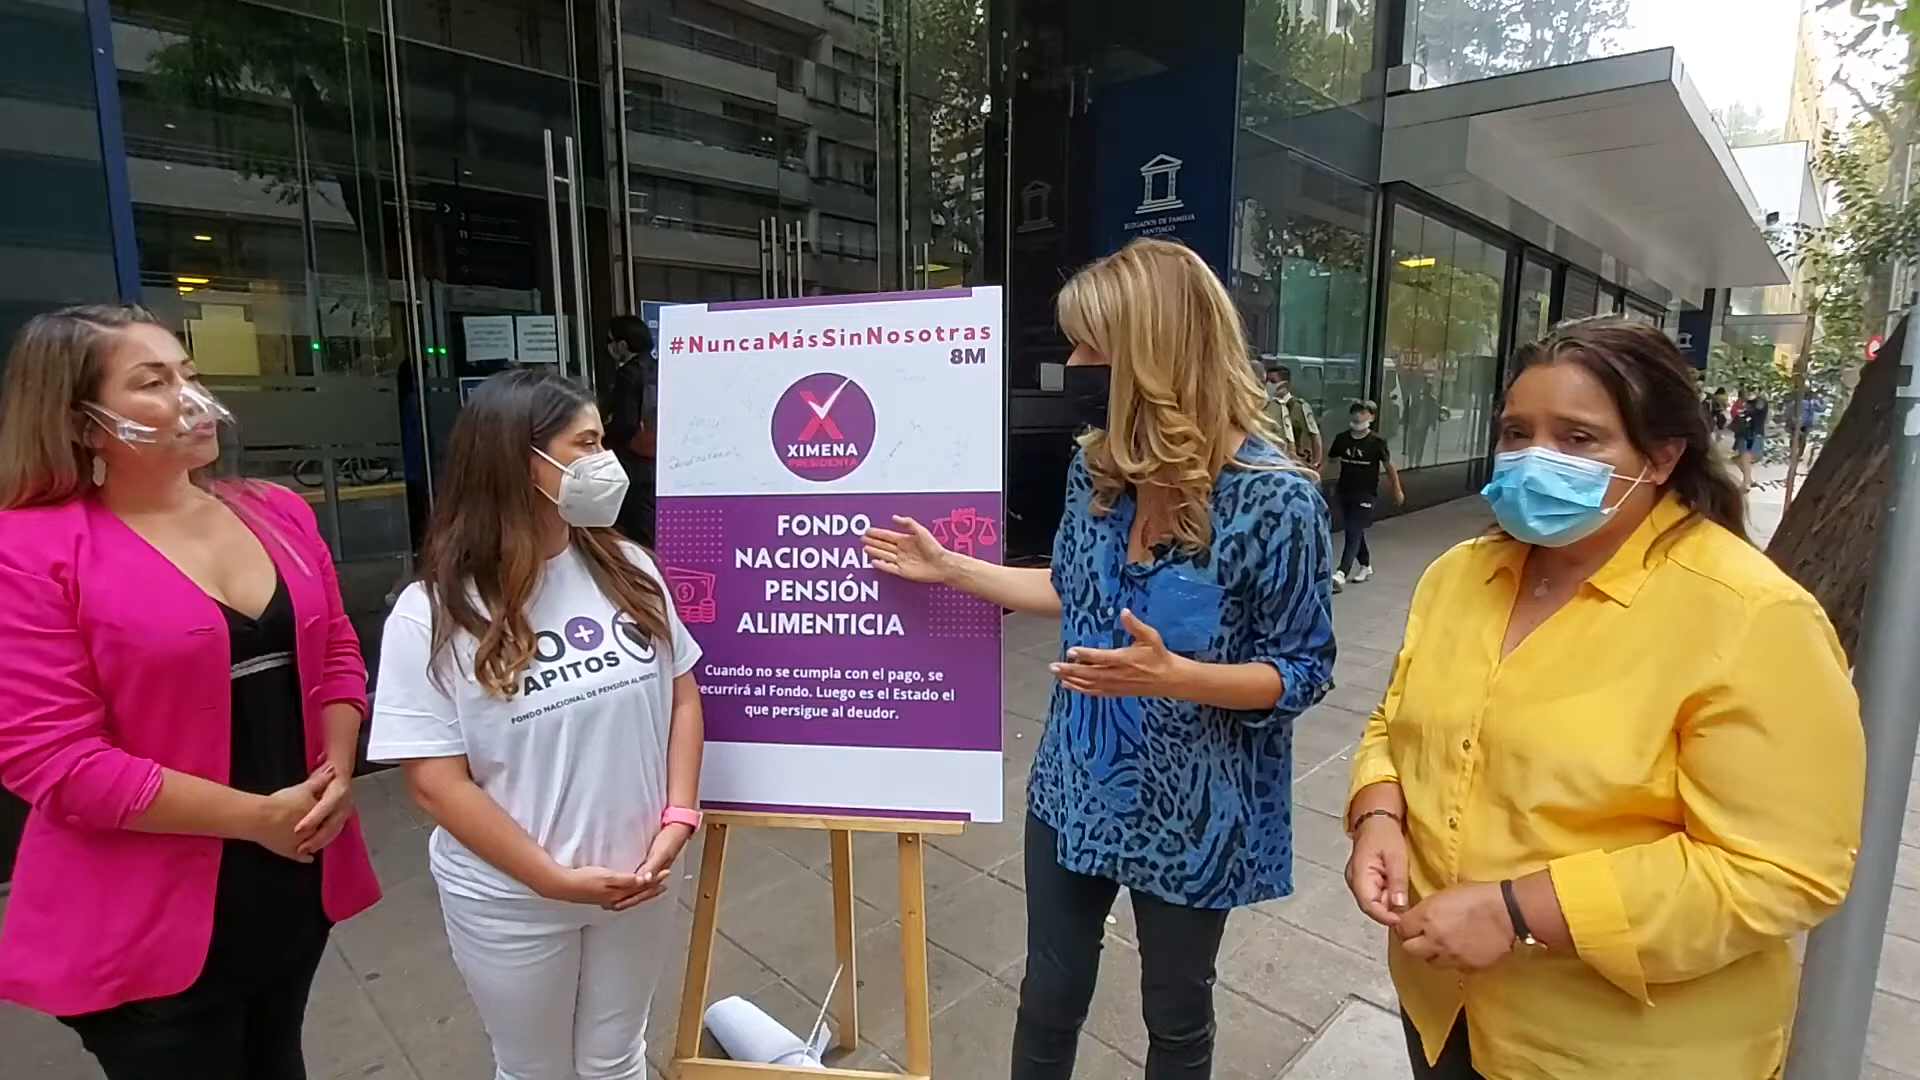 JUZGADOS DE FAMILIA
SANTIAGO
#NuncaMásSinNosotras
8M
XIMENA
PRESIDENTA
FONDO
NACIONAL
PENSIÓN
ALIMENTICIA
Cuando no se cumpla con el pago, se
recurrirá al Fondo. Luego es el Estado el
que persigue al deudor.
O+
PAPITOS
FONDO NACIONAL DE PENSIÓN ALIMEN
A|X